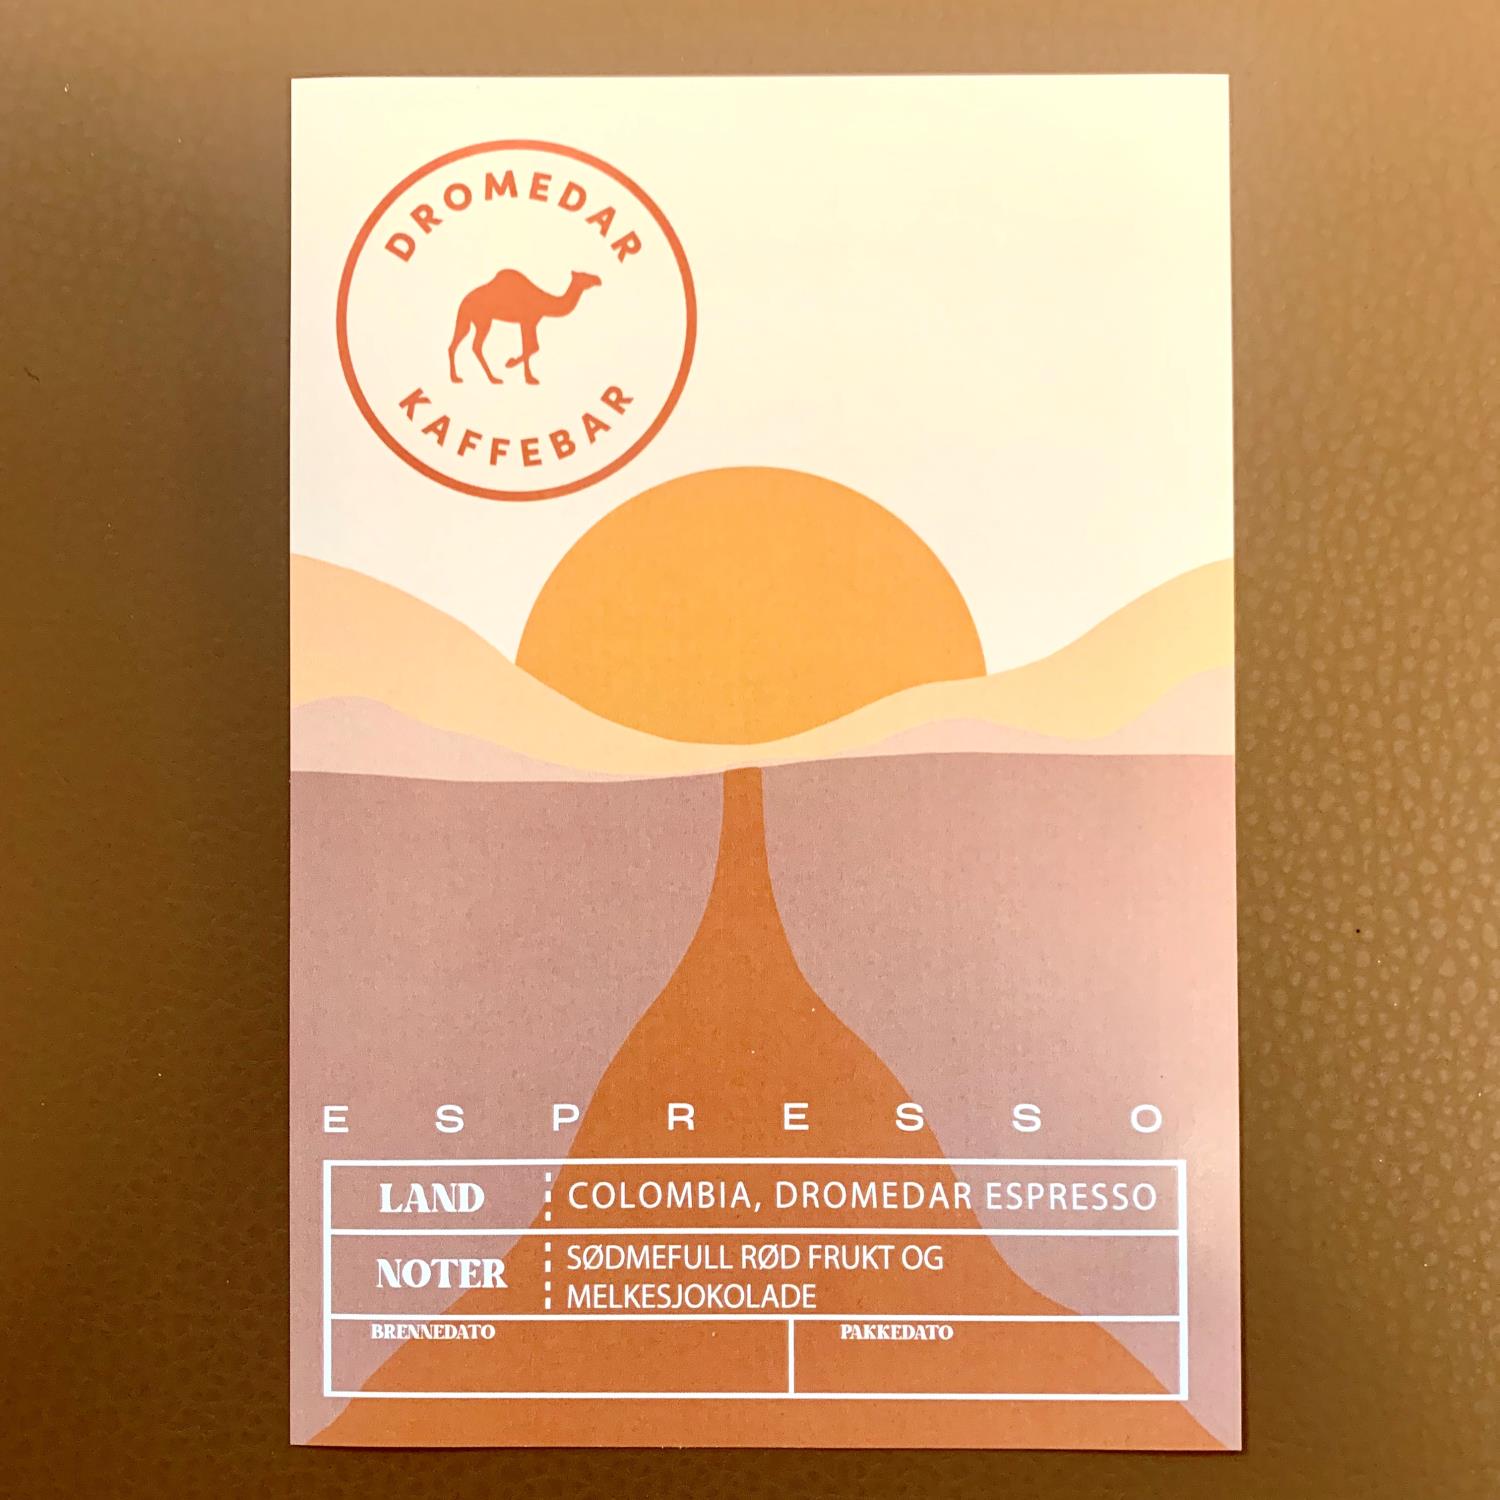 DROMEDAR
KAFFEBAR
ESPRESSO
LAND
COLOMBIA, DROMEDAR ESPRESSO
NOTER
SØDMEFULL RØD FRUKT OG
MELKESJOKOLADE
BRENNEDATO
PAKKEDATO